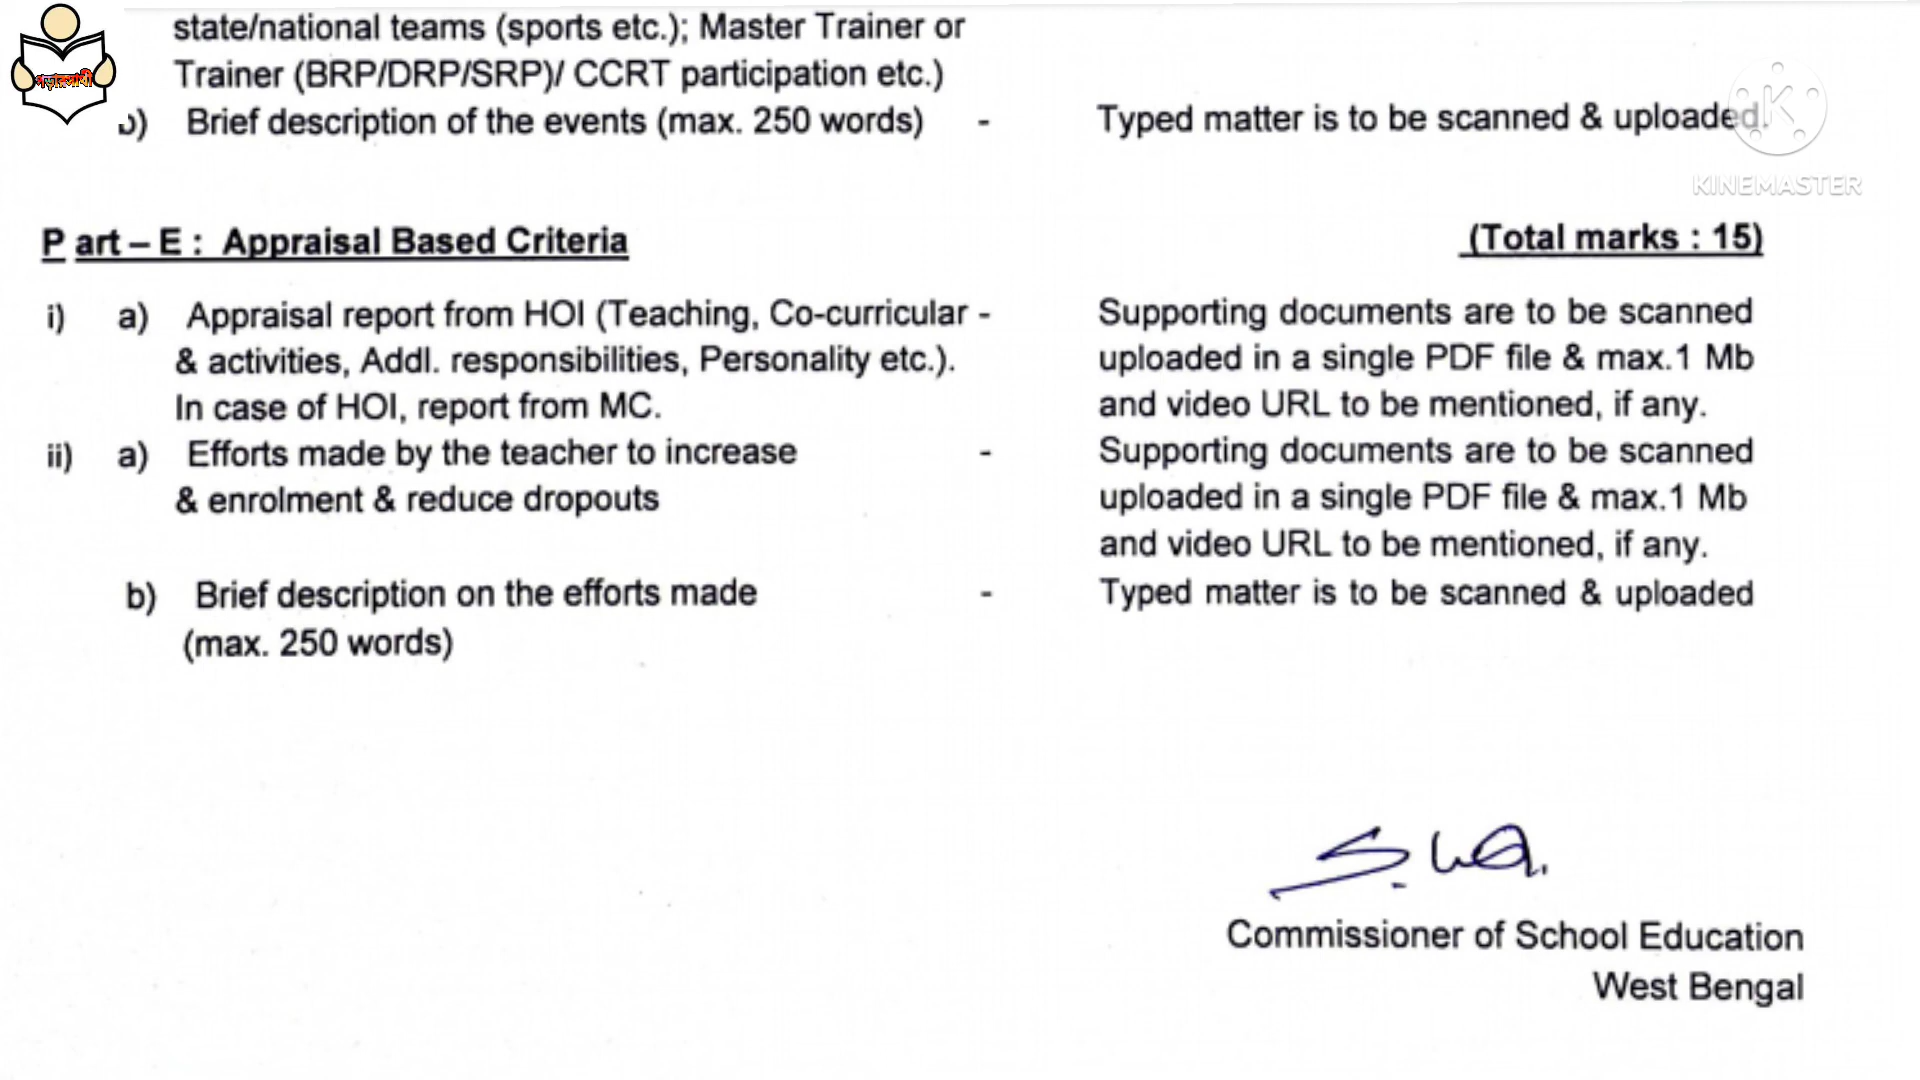 state/national teams (sports etc.); Master Trainer or
Trainer (BRP/DRP/SRP)/ CCRT participation etc.)
b) Brief description of the events (max. 250 words) - Typed matter is to be scanned & uploaded.
KINEMASTER
P art – E : Appraisal Based Criteria (Total marks : 15)
i) a) Appraisal report from HOI (Teaching, Co-curricular - Supporting documents are to be scanned
& activities, Addl. responsibilities, Personality etc.). uploaded in a single PDF file & max.1 Mb
In case of HOI, report from MC. and video URL to be mentioned, if any.
ii) a) Efforts made by the teacher to increase - Supporting documents are to be scanned
& enrolment & reduce dropouts uploaded in a single PDF file & max.1 Mb
and video URL to be mentioned, if any.
b) Brief description on the efforts made - Typed matter is to be scanned & uploaded
(max. 250 words)
Commissioner of School Education
West Bengal